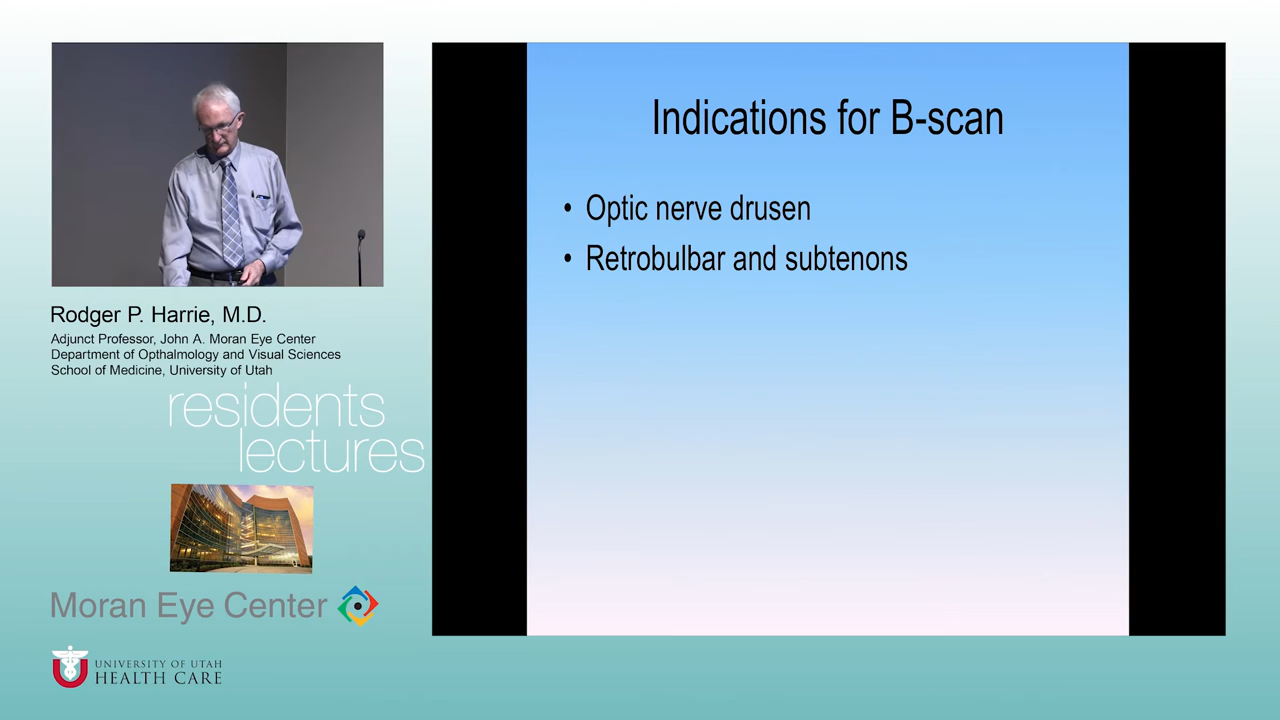 Rodger P. Harrie, M.D.
Adjunct Professor, John A. Moran Eye Center
Department of Opthalmology and Visual Sciences
School of Medicine, University of Utah
residents
lectures
Moran Eye Center
UNIVERSITY OF UTAH
HEALTH CARE
Indications for B-scan
• Optic nerve drusen
• Retrobulbar and subtenons